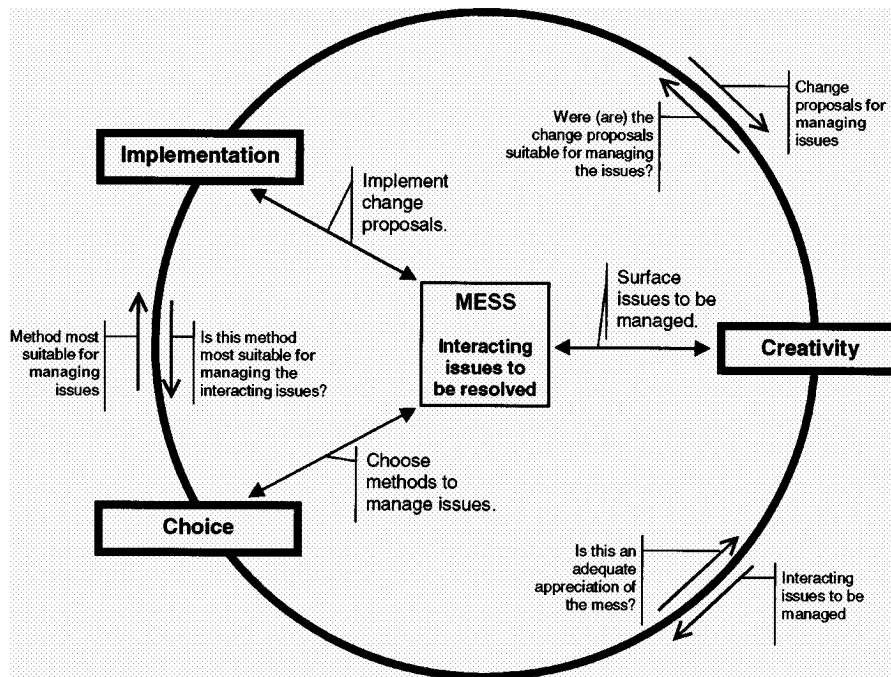 Change
proposals for
managing
issues
Were (are) the
change proposals
suitable for managing
the issues?
Implementation
Implement
change
proposals.
MESS
Interacting
issues to
be resolved
Surface
issues to be
managed.
Creativity
Method most
suitable for
managing
issues
Is this method
most suitable for
managing the
interacting issues?
Choose
methods to
manage issues.
Choice
Is this an
adequate
appreciation of
the mess?
Interacting
issues to be
managed